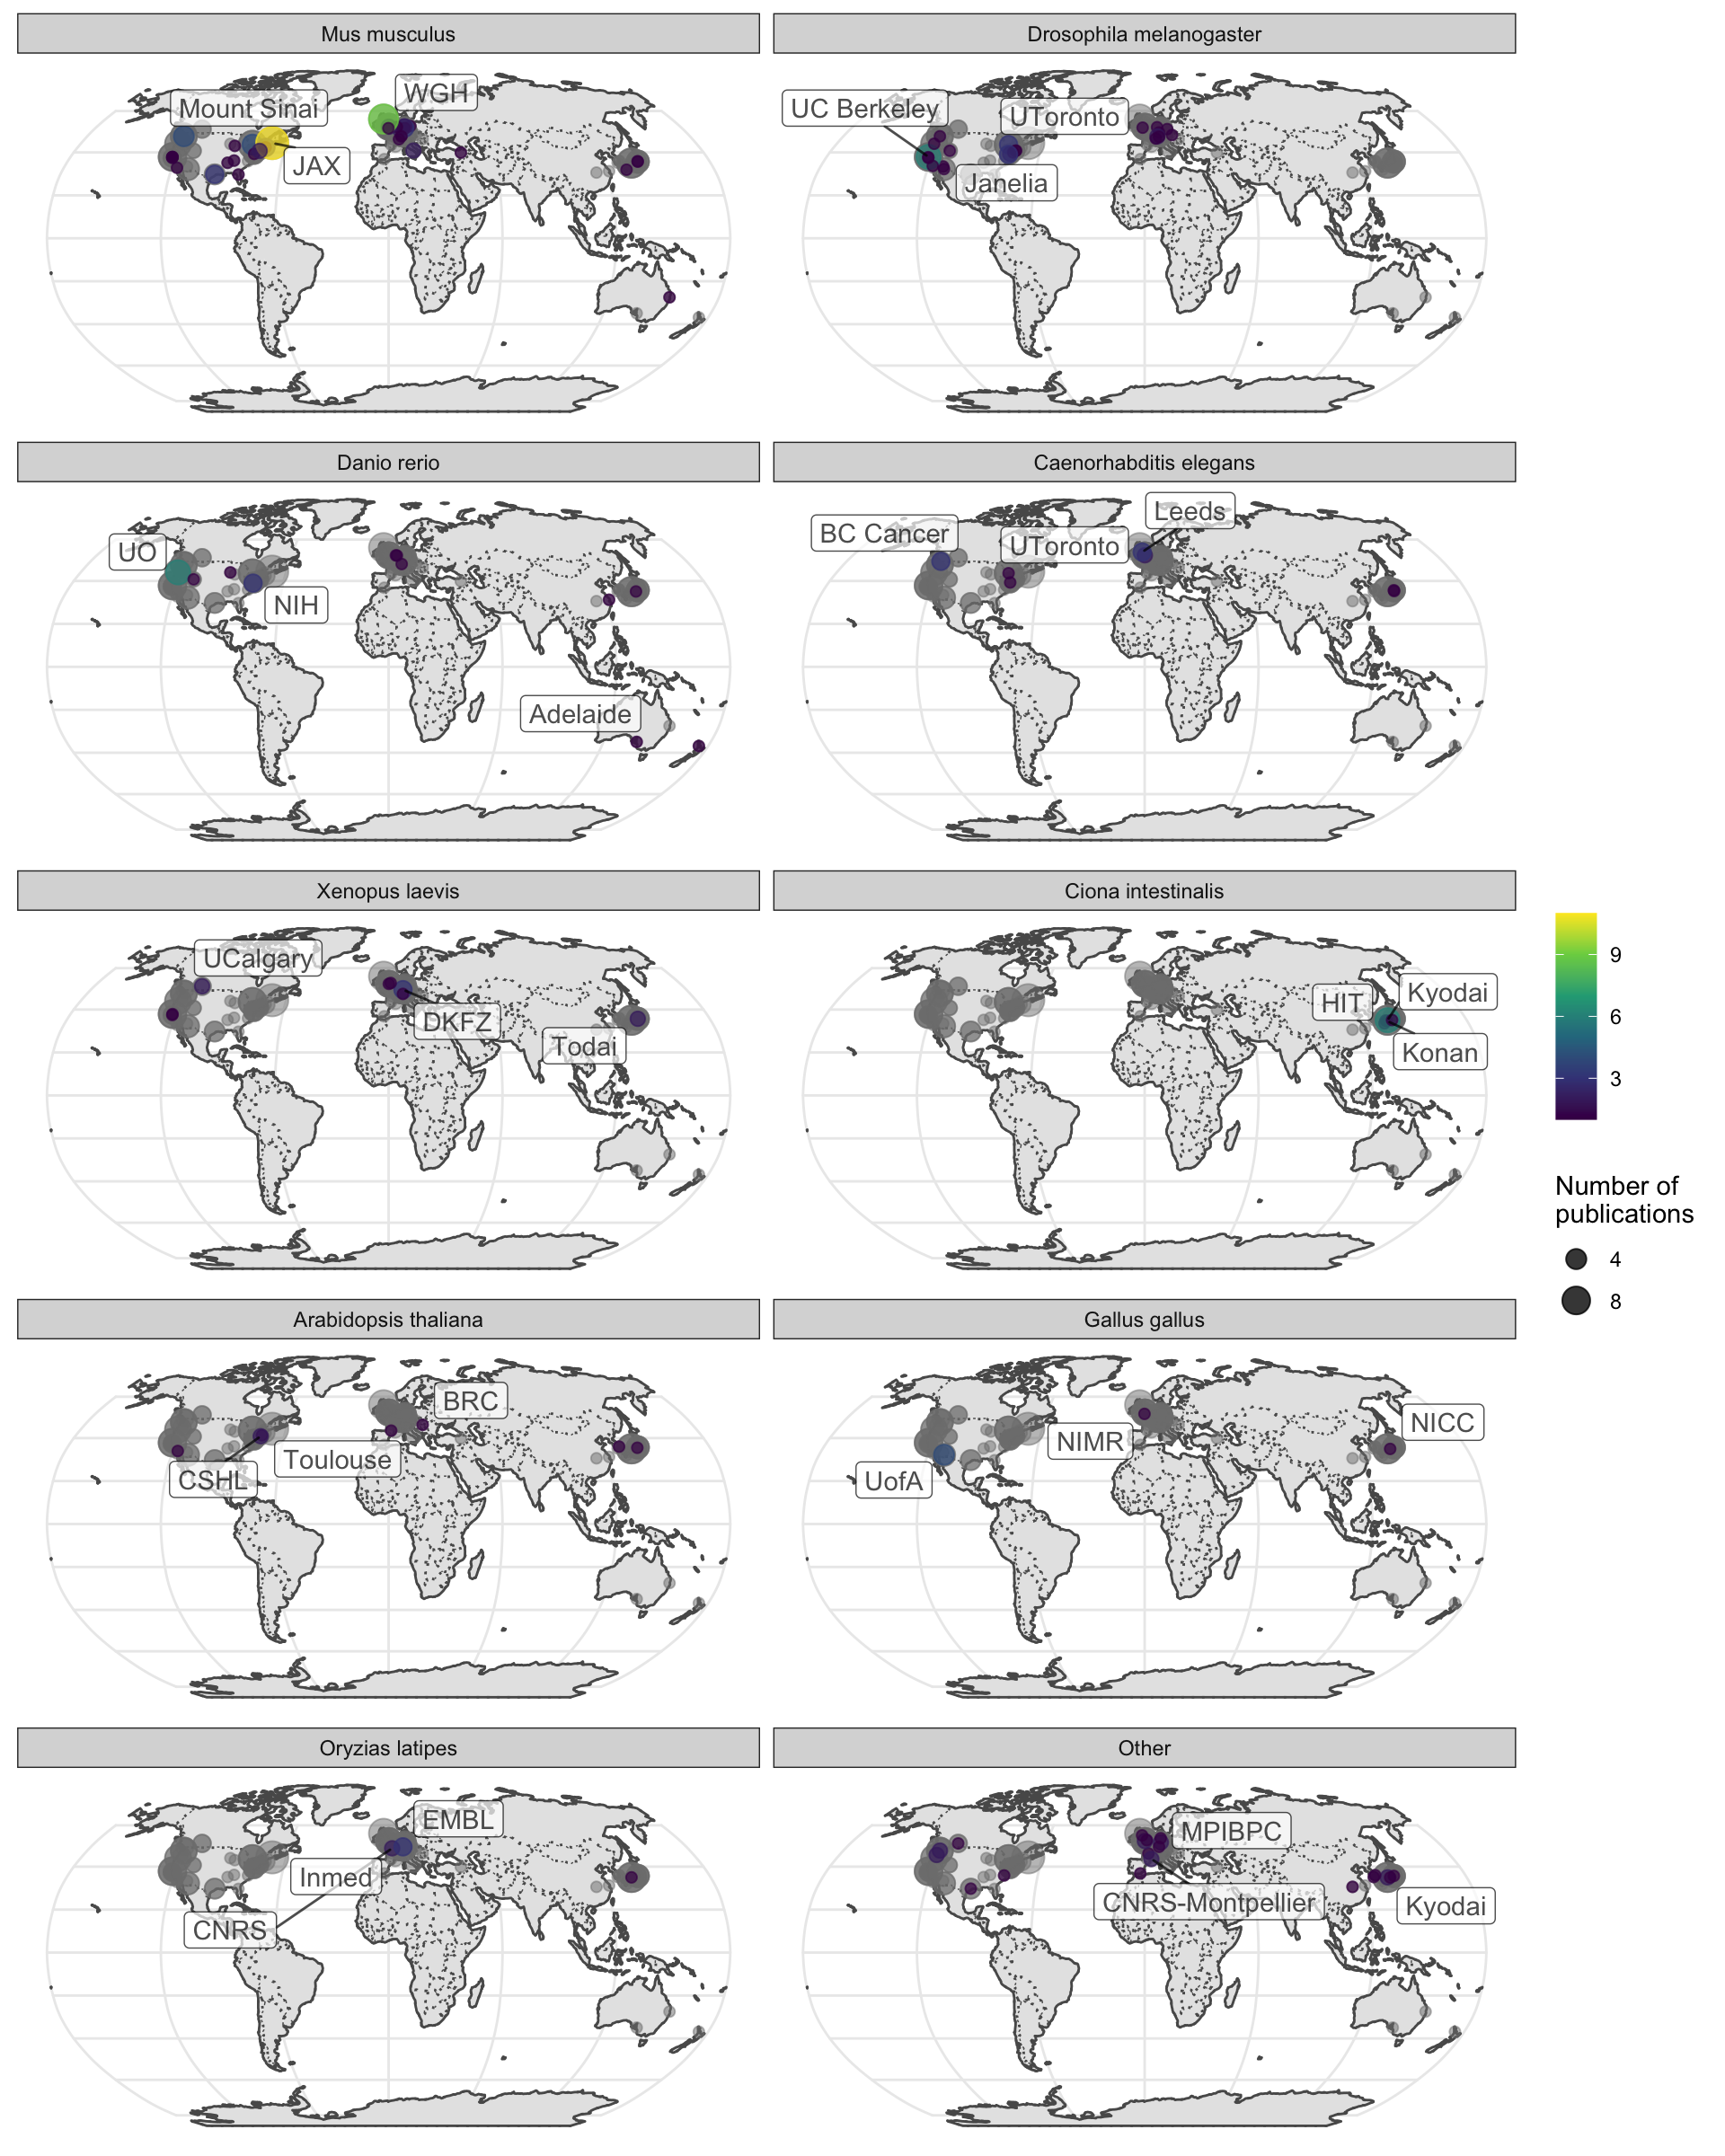 Mus musculus
Drosophila melanogaster
Mount Sinai
WGH
JAX
UC Berkeley
UToronto
Janelia
Danio rerio
Caenorhabditis elegans
UO
NIH
Adelaide
BC Cancer
UToronto
Leeds
Xenopus laevis
Ciona intestinalis
UCalgary
DKFZ
Todai
HIT
Kyodai
Konan
9
6
3
Number of
publications
4
8
Arabidopsis thaliana
Gallus gallus
BRC
Toulouse
CSHL
NICC
NIMR
UofA
Oryzias latipes
Other
EMBL
Inmed
CNRS
MPIBPC
CNRS-Montpellier
Kyodai